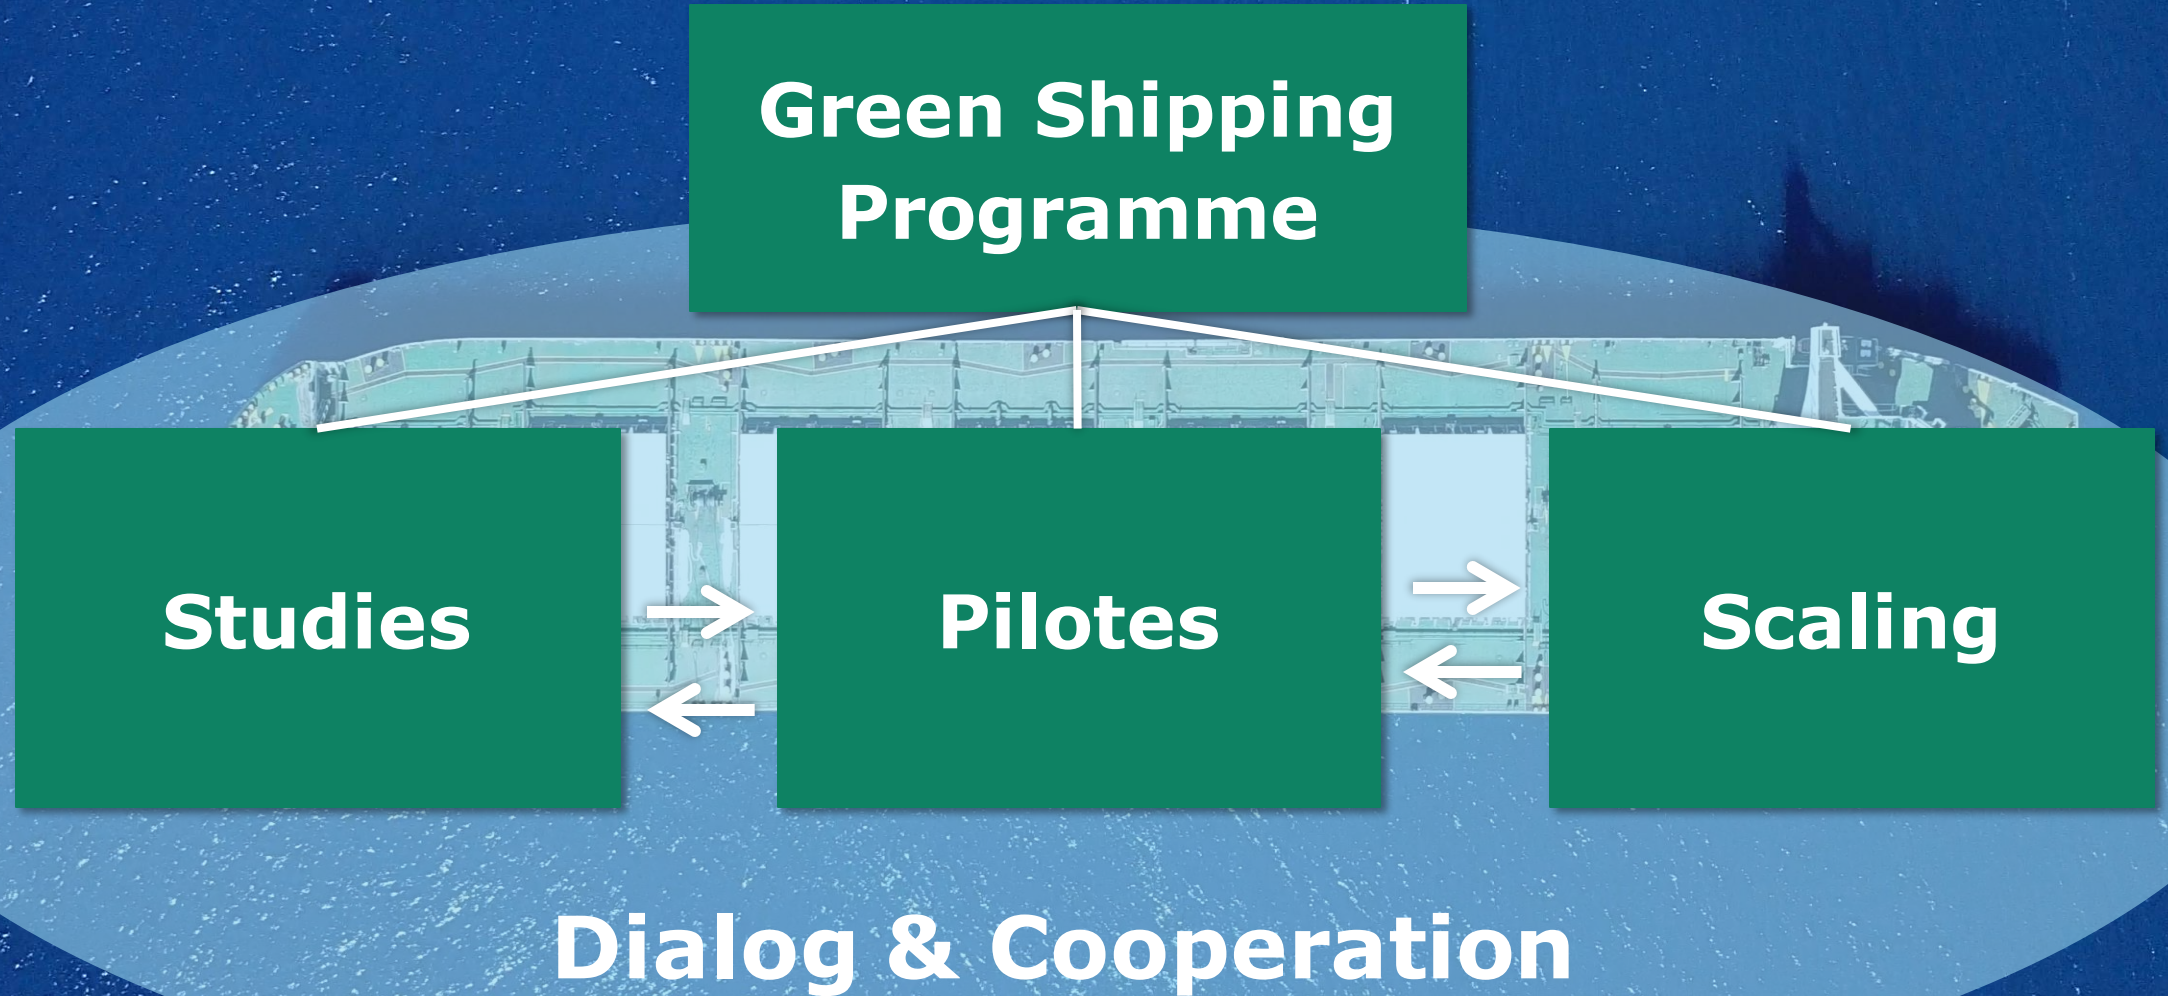 Green Shipping
Programme
Studies
Pilotes
Scaling
Dialog & Cooperation